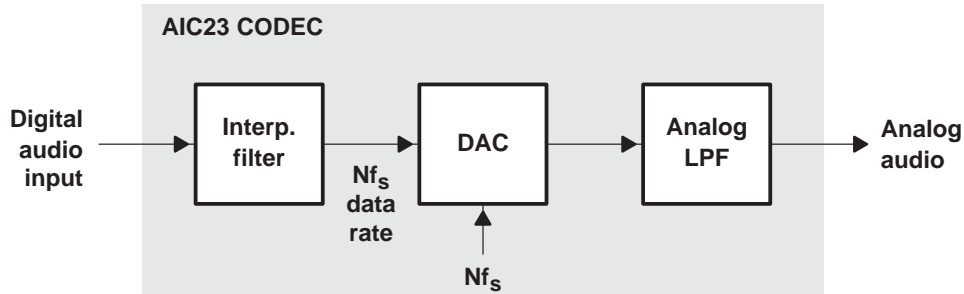 AIC23 CODEC
Digital
audio
input
Interp.
filter
Nfs
data
rate
DAC
Nfs
Analog
LPF
Analog
audio